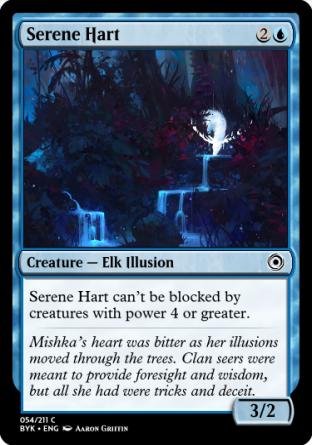 Serene Hart 2
Creature — Elk Illusion
Serene Hart can't be blocked by
creatures with power 4 or greater.
Mishka's heart was bitter as her illusions
moved through the trees. Clan seers were
meant to provide foresight and wisdom,
but all she had were tricks and deceit.
3/2
054/211 C
BYK • ENG Aaron Griffin